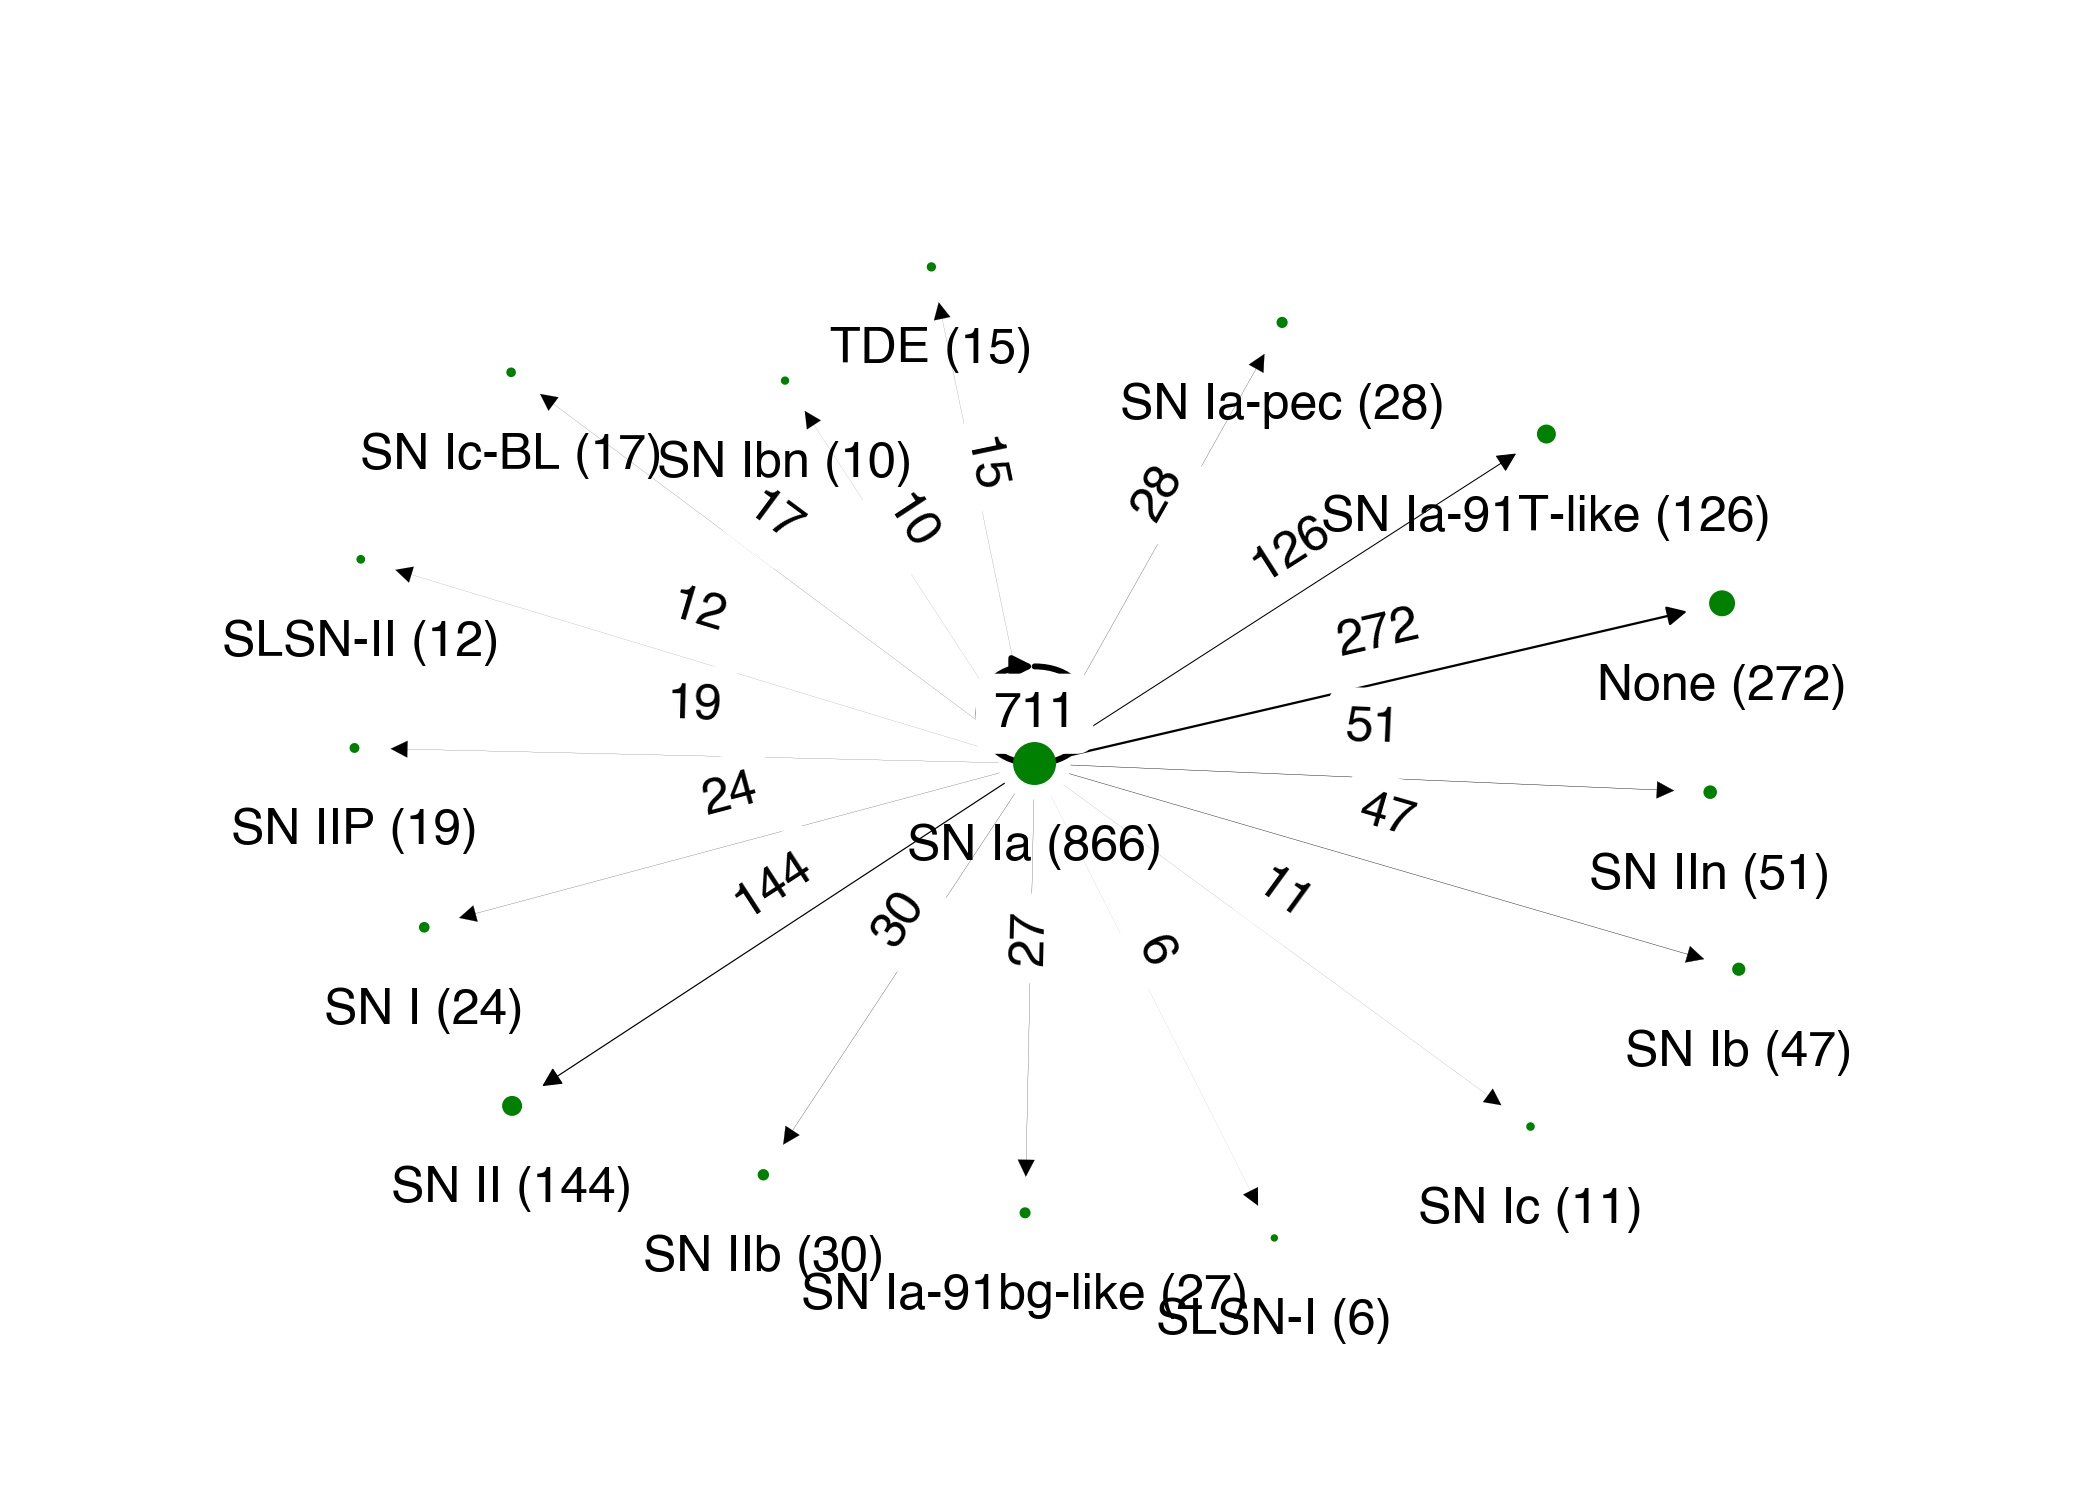 TDE (15)
SN Ia-pec (28)
SN Ic-BL (17)
SN Ibn (10)
15
28
17
10
126
SN Ia-91T-like (126)
12
272
SLSN-II (12)
None (272)
19
711
51
24
47
SN IIP (19)
SN Ia (866)
SN IIn (51)
144
30
27
6
11
SN I (24)
SN Ib (47)
SN II (144)
SN Ic (11)
SN IIb (30)
SN Ia-91bg-like (27)
SLSN-I (6)